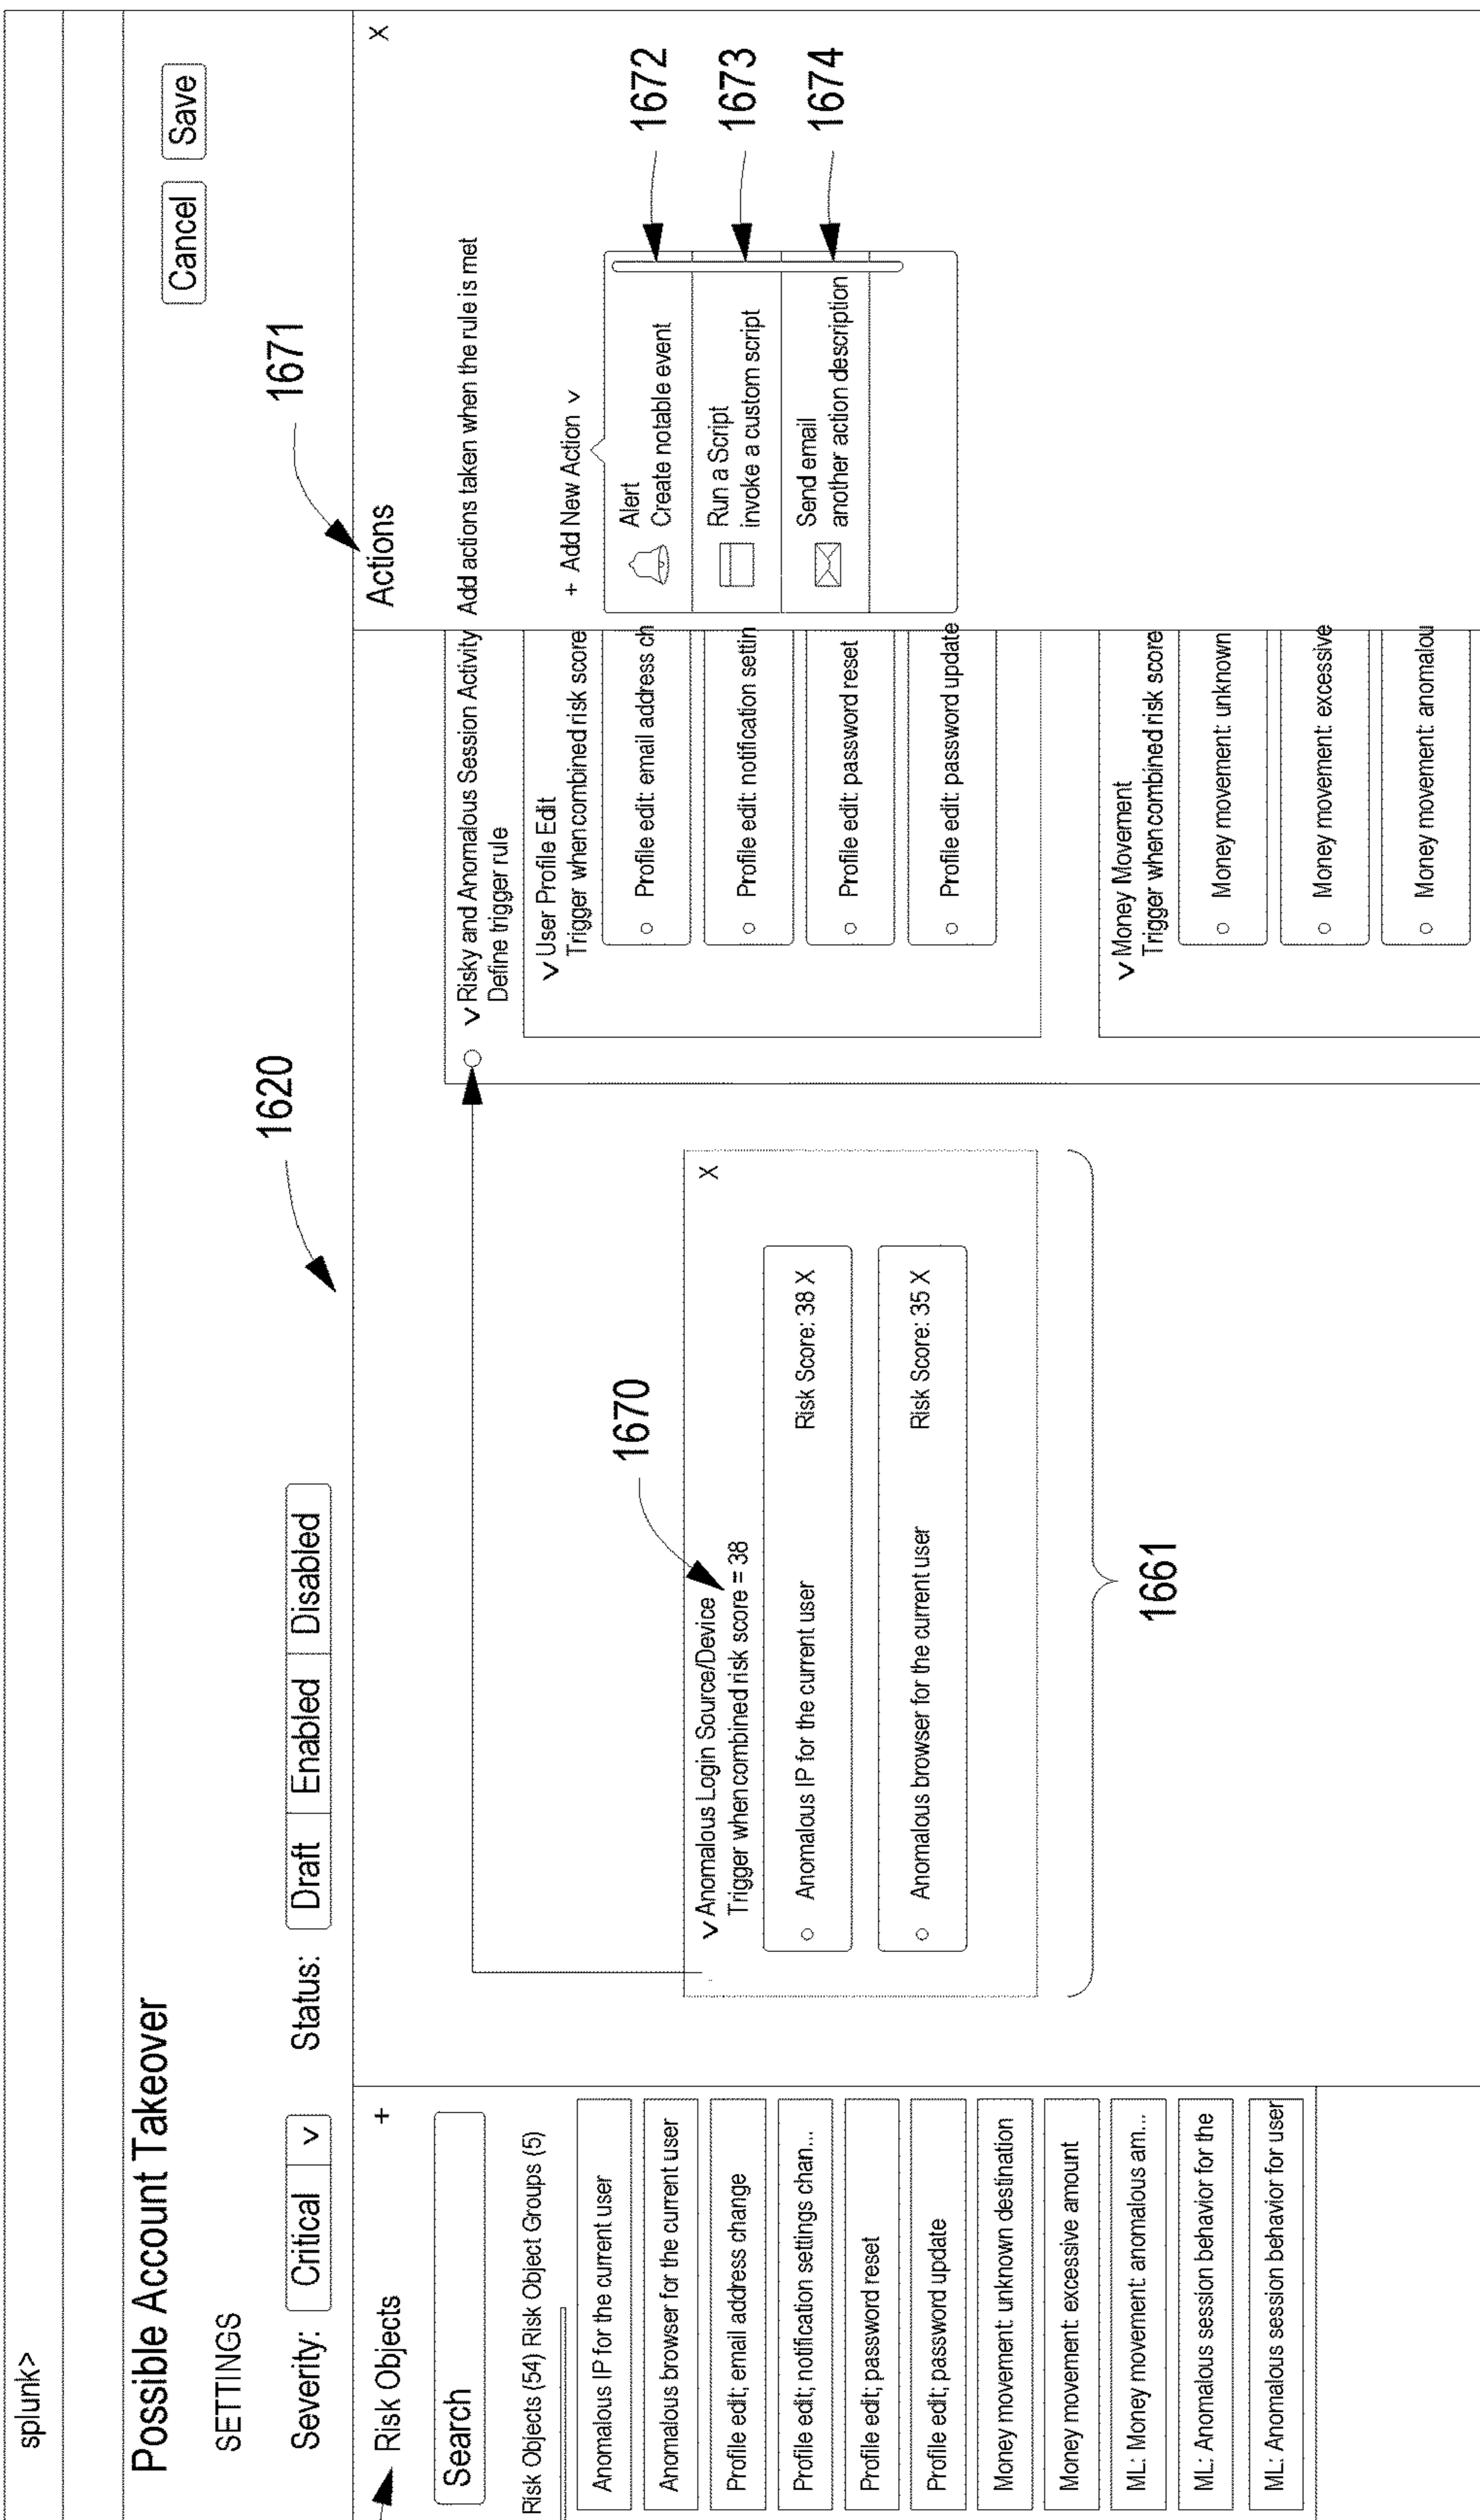 splunk>
Possible Account Takeover
Cancel Save
SETTINGS
Severity: Critical v Status: Draft Enabled Disabled
1620
1671
Risk Objects +
Search
Risk Objects (54) Risk Object Groups (5)
Anomalous IP for the current user
Anomalous browser for the current user
Profile edit; email address change
Profile edit; notification settings chan...
Profile edit; password reset
Profile edit; password update
Money movement: unknown destination
Money movement: excessive amount
ML: Money movement: anomalous am...
ML: Anomalous session behavior for the
ML: Anomalous session behavior for user
1670
v Anomalous Login Source/Device X
Trigger when combined risk score = 38
Anomalous IP for the current user Risk Score: 38 X
Anomalous browser for the current user Risk Score: 35 X
1661
v Risky and Anomalous Session Activity
Define trigger rule
v User Profile Edit
Trigger when combined risk score
Profile edit: email address ch
Profile edit: notification settin
Profile edit: password reset
Profile edit: password update
v Money Movement
Trigger when combined risk score
Money movement: unknown
Money movement: excessive
Money movement: anomalou
Actions X
Add actions taken when the rule is met
+ Add New Action v
Alert
Create notable event
1672
Run a Script
invoke a custom script
1673
Send email
another action description
1674